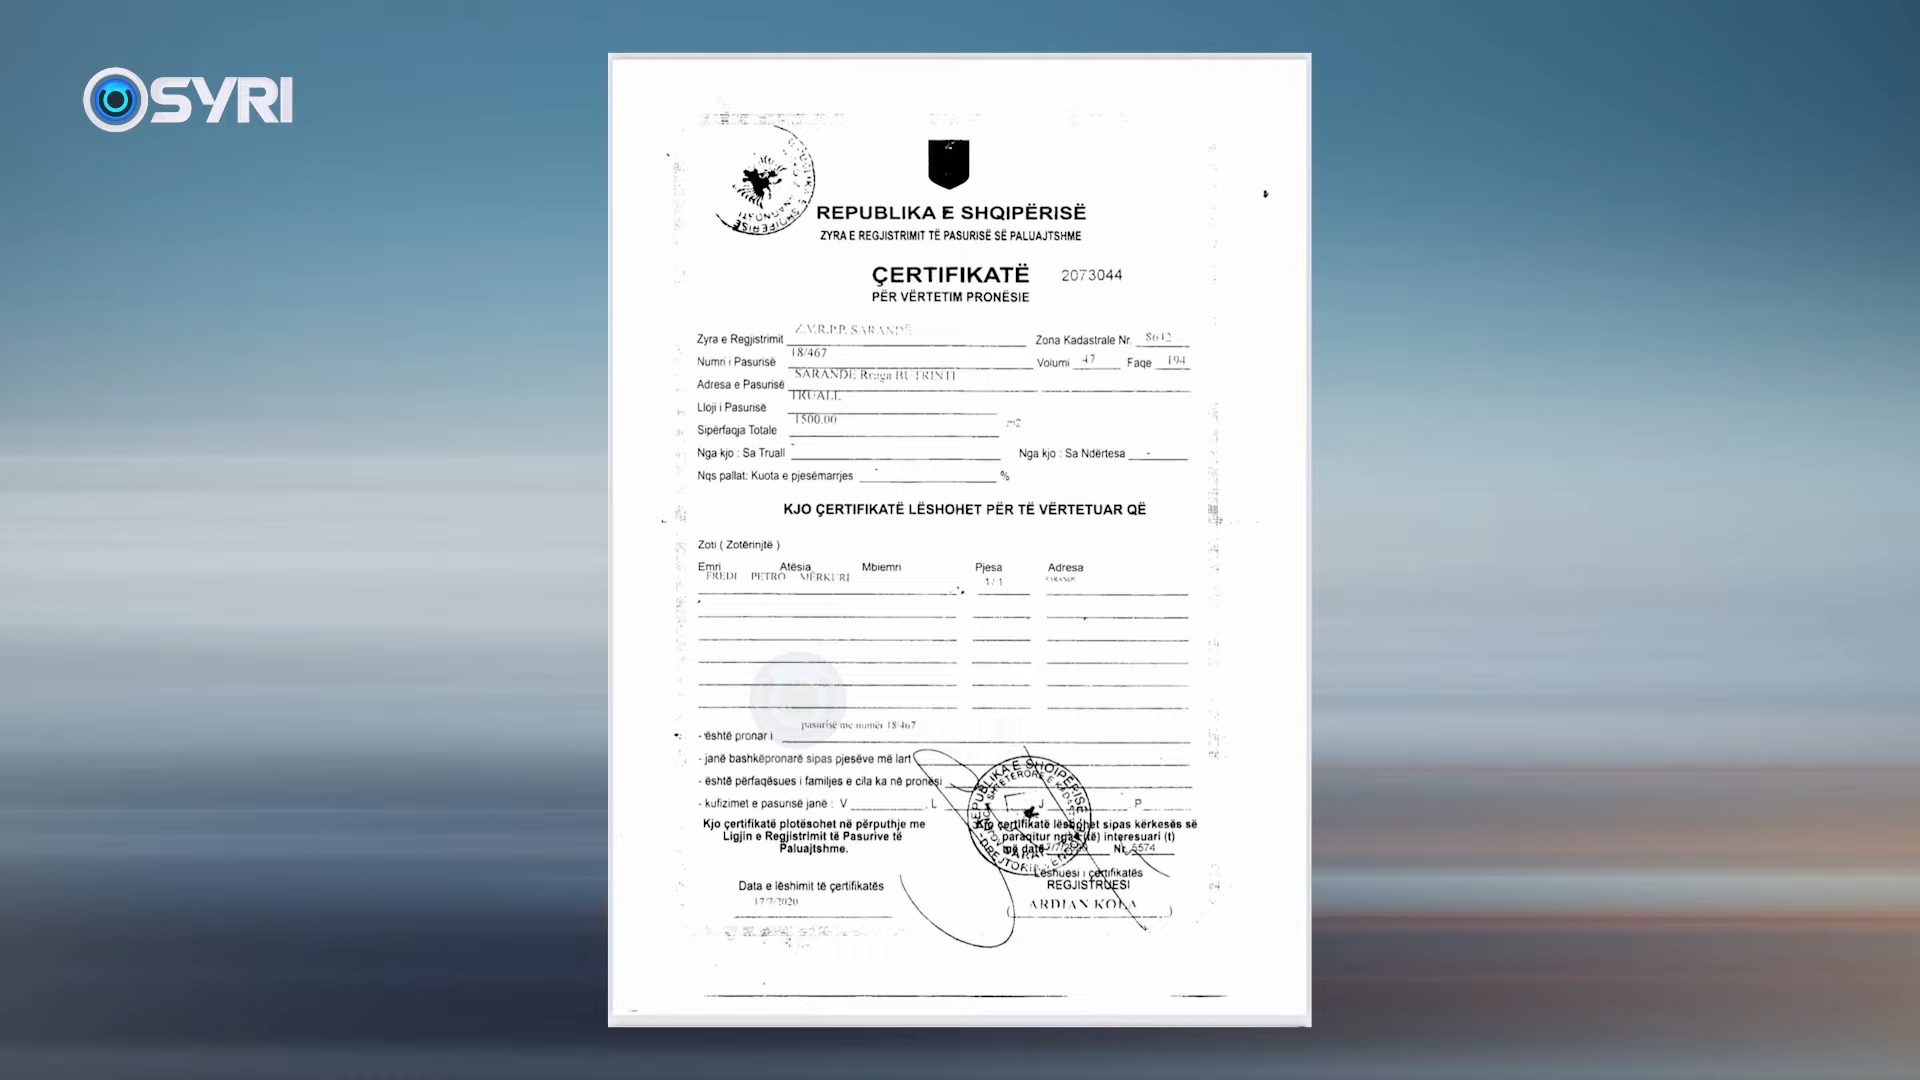 SYRI
REPUBLIKA E SHQIPËRISË
ZYRA E REGJISTRIMIT TË PASURISË SË PALUAJTSHME
ÇERTIFIKATË 2073044
PËR VËRTETIM PRONËSIE
Zyra e Regjistrimit Z.V.R.P.P. SARANDË Zona Kadastrale Nr. 8642
Numri i Pasurisë 18/467 Volumi 47 Faqe 194
Adresa e Pasurisë SARANDE Rruga BUTRINTI
Lloji i Pasurisë TRUALL
Sipërfaqja Totale 1500.00 m2
Nga kjo : Sa Truall - Nga kjo : Sa Ndërtesa -
Nqs pallat: Kuota e pjesëmarrjes - %
KJO ÇERTIFIKATË LËSHOHET PËR TË VËRTETUAR QË
Zoti ( Zotërinjtë )
Emri Atësia Mbiemri Pjesa Adresa
FREDI PETRO MËRKURI 1/1 SARANDE
- është pronar i pasurisë me numër 18/467
- janë bashkëpronarë sipas pjesëve më lart
- është përfaqësues i familjes e cila ka në pronësi
- kufizimet e pasurisë janë : V , L J , P
Kjo çertifikatë plotësohet në përputhje me
Ligjin e Regjistrimit të Pasurive të
Paluajtshme.
Kjo çertifikatë lëshohet sipas kërkesës së
paraqitur nga (të) interesuari (t)
më datë 17/7/2020 Nr. 5574
Data e lëshimit të çertifikatës
17/7/2020
Lëshuesi i çertifikatës
REGJISTRUESI
( ARDIAN KOLA )